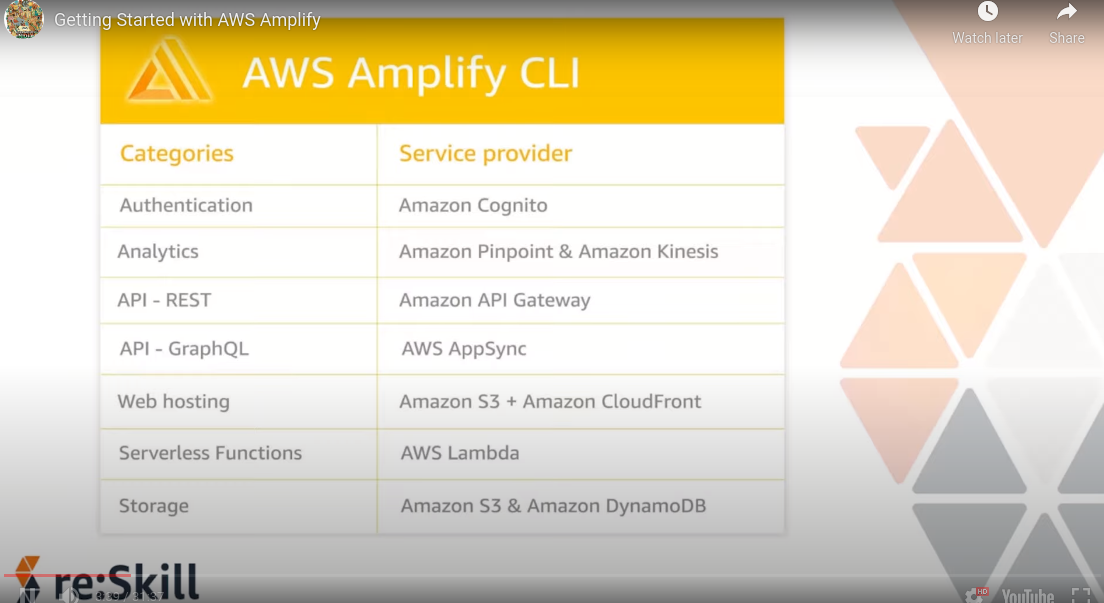 Getting Started with AWS Amplify
Watch later
Share
AWS Amplify CLI
Categories Service provider
Authentication Amazon Cognito
Analytics Amazon Pinpoint & Amazon Kinesis
API - REST Amazon API Gateway
API - GraphQL AWS AppSync
Web hosting Amazon S3 + Amazon CloudFront
Serverless Functions AWS Lambda
Storage Amazon S3 & Amazon DynamoDB
re:Skill
HD
YouTube